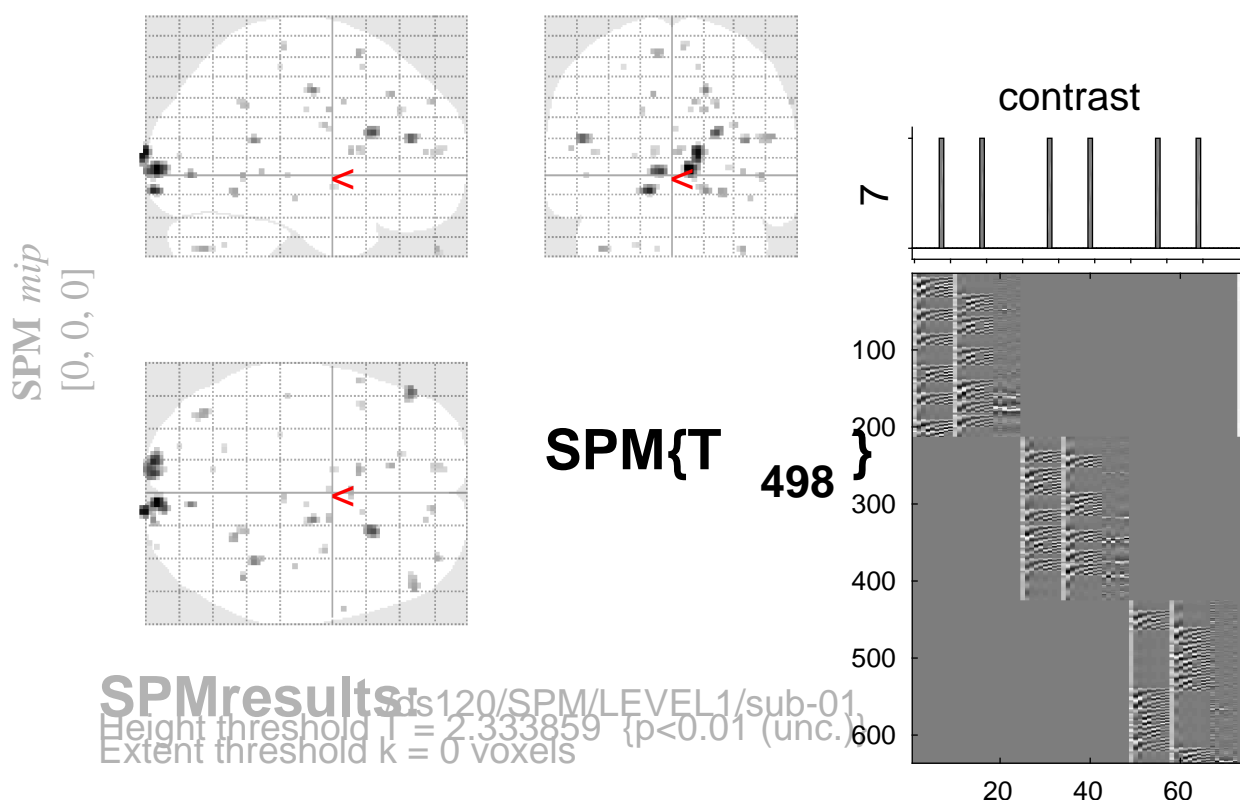 SPM mip
[0, 0, 0]
<
<
<
SPM{T 498 }
SPMresults: /ds120/SPM/LEVEL1/sub-01
Height threshold T = 2.333859 {p<0.01 (unc.)}
Extent threshold k = 0 voxels
contrast
7
100
200
300
400
500
600
20 40 60